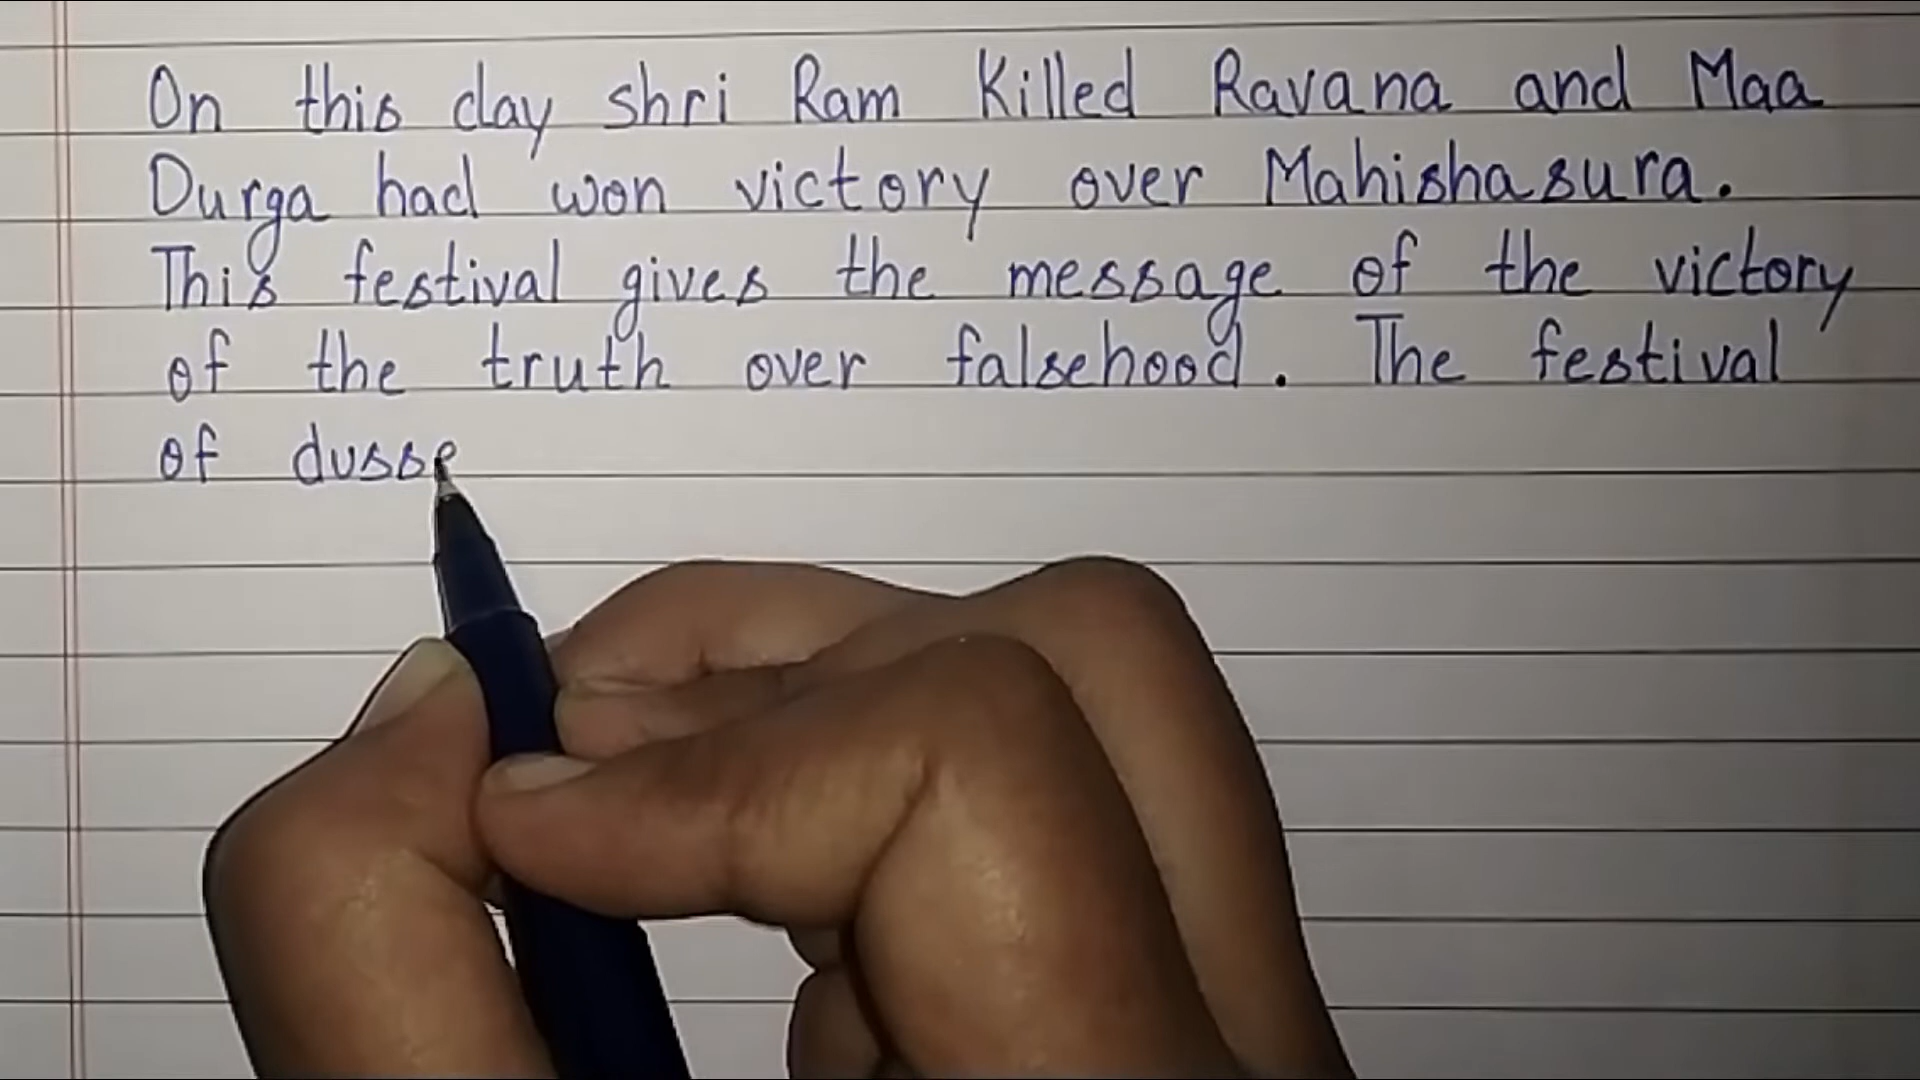 On this day shri Ram Killed Ravana and Maa
Durga had won victory over Mahishasura.
This festival gives the message of the victory
of the truth over falsehood. The festival
of dusse